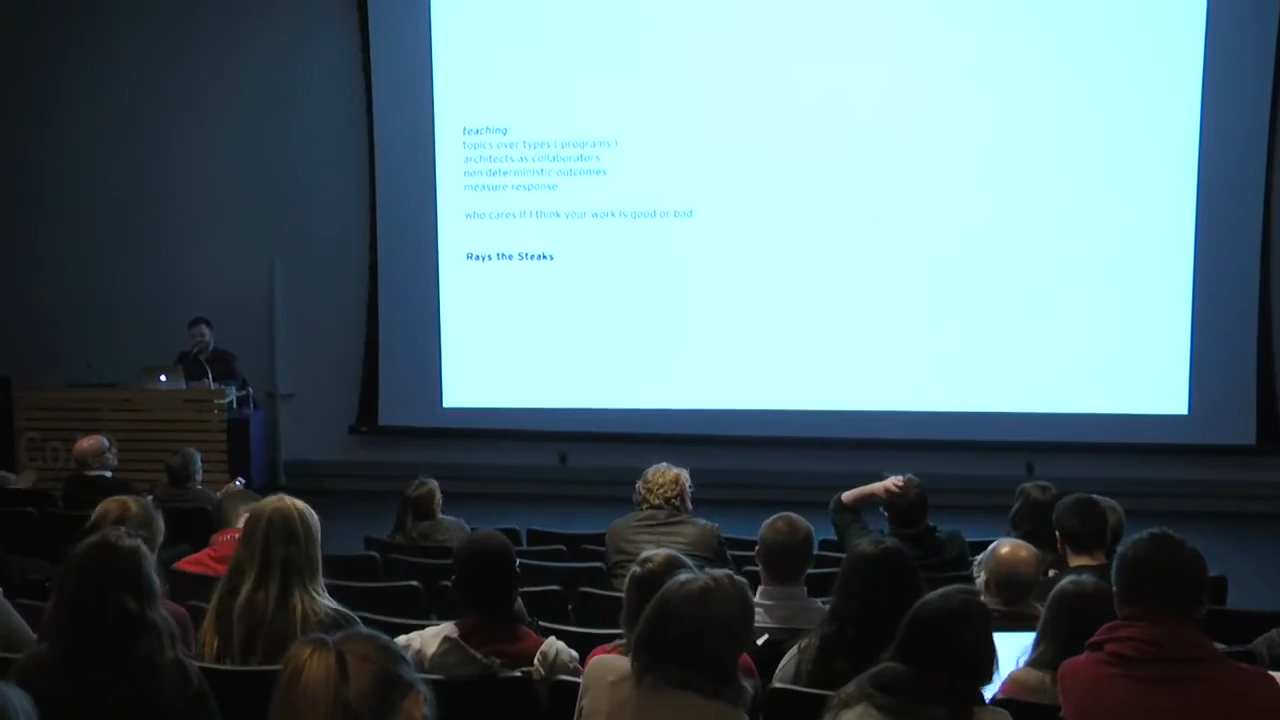 teaching:
topics over types ( programs )
architects as collaborators
non deterministic outcomes
measure response
who cares if I think your work is good or bad
Rays the Steaks
Co